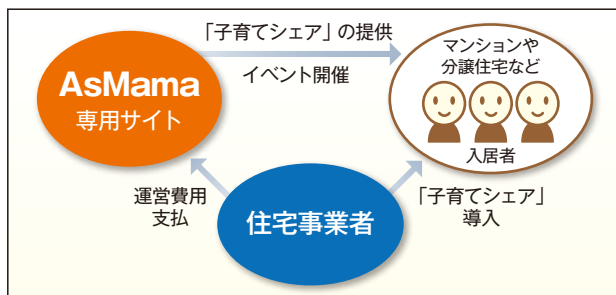 「子育てシェア」の提供
イベント開催
AsMama
専用サイト
マンションや
分譲住宅など
入居者
運営費用
支払
住宅事業者
「子育てシェア」
導入